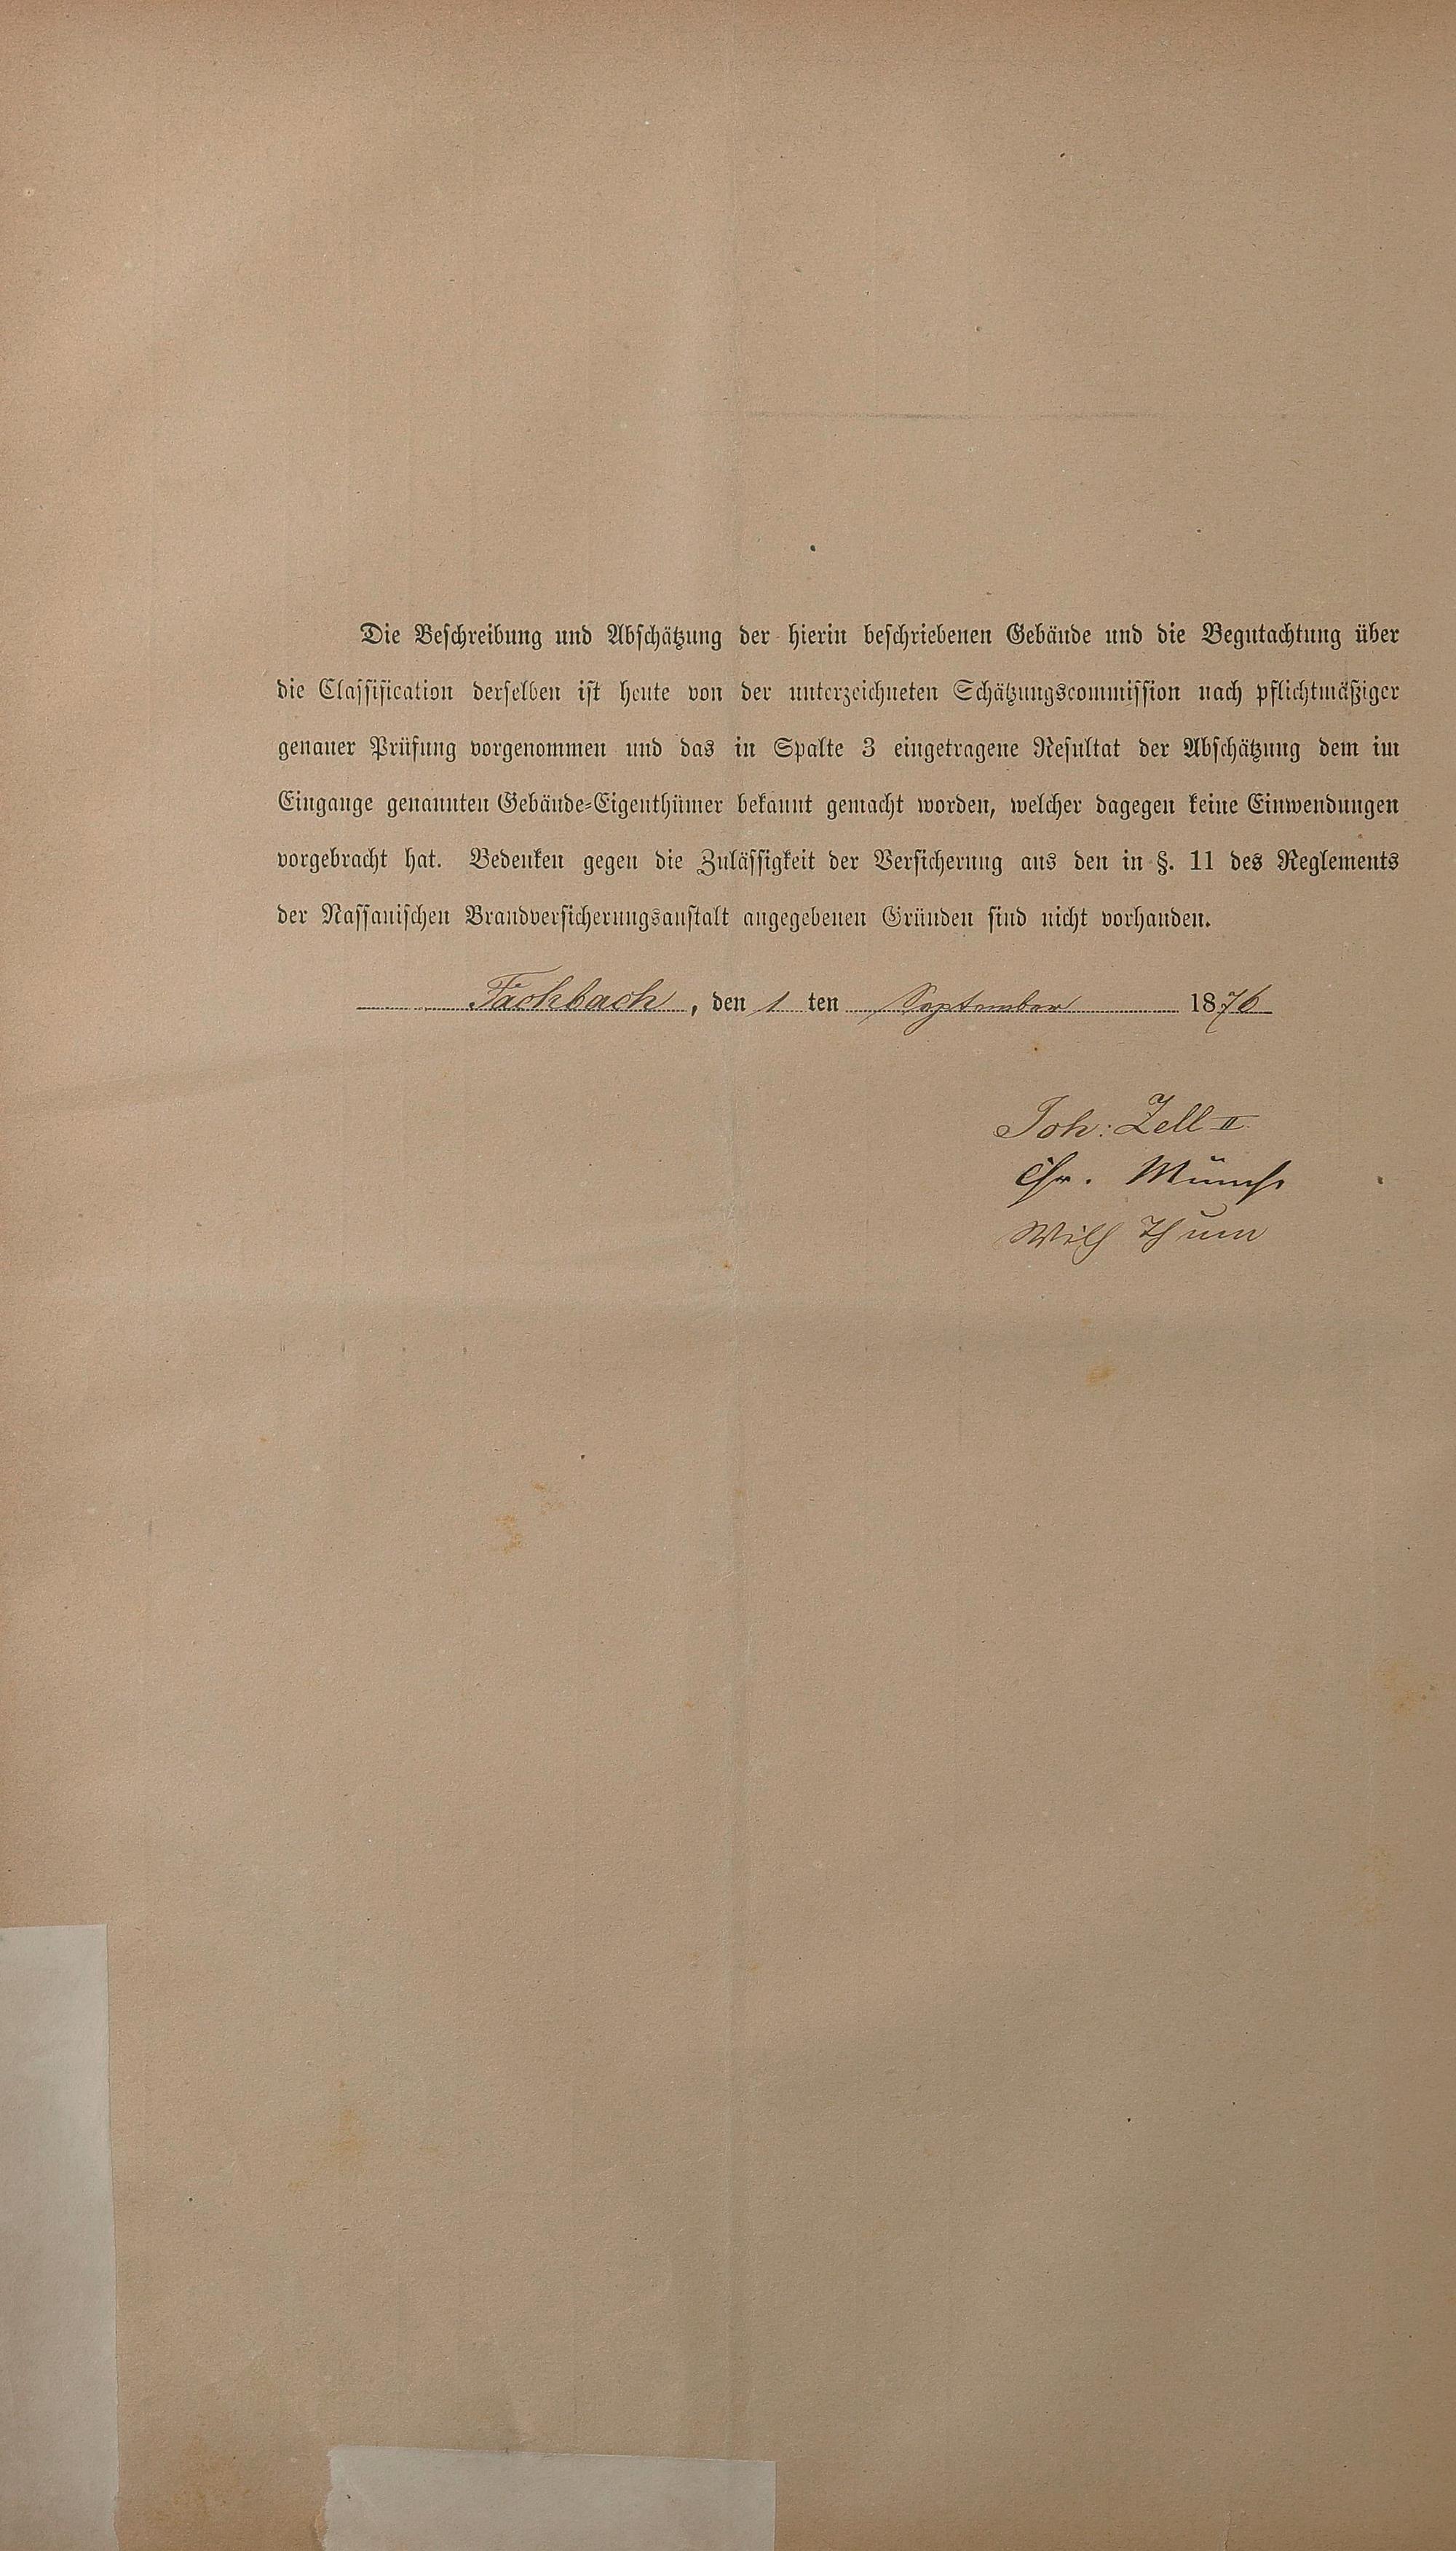 Die Beschreibung und Abschätzung der hierin beschriebenen Gebäude und die Begutachtung über
die Classification derselben ist heute von der unterzeichneten Schätzungscommission nach pflichtmäßiger
genauer Prüfung vorgenommen und das in Spalte 3 eingetragene Resultat der Abschätzung dem im
Eingange genannten Gebäude-Eigenthümer bekannt gemacht worden, welcher dagegen keine Einwendungen
vorgebracht hat. Bedenken gegen die Zulässigkeit der Versicherung aus den in §. 11 des Reglements
der Nassauischen Brandversicherungsanstalt angegebenen Gründen sind nicht vorhanden.
Fachbach, den 1 ten September 1876
Joh: Zell II
Chr. Münch
Wilh Thum